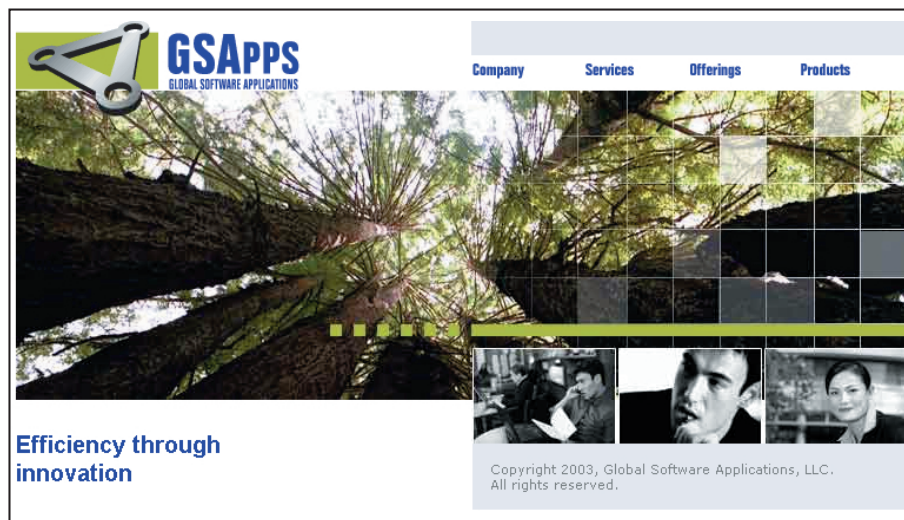 GSAPPS
GLOBAL SOFTWARE APPLICATIONS
Company Services Offerings Products
Efficiency through
innovation
Copyright 2003, Global Software Applications, LLC.
All rights reserved.